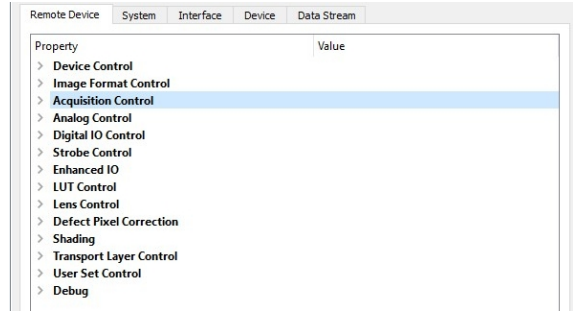 Remote Device System Interface Device Data Stream
Property Value
Device Control
Image Format Control
Acquisition Control
Analog Control
Digital IO Control
Strobe Control
Enhanced IO
LUT Control
Lens Control
Defect Pixel Correction
Shading
Transport Layer Control
User Set Control
Debug